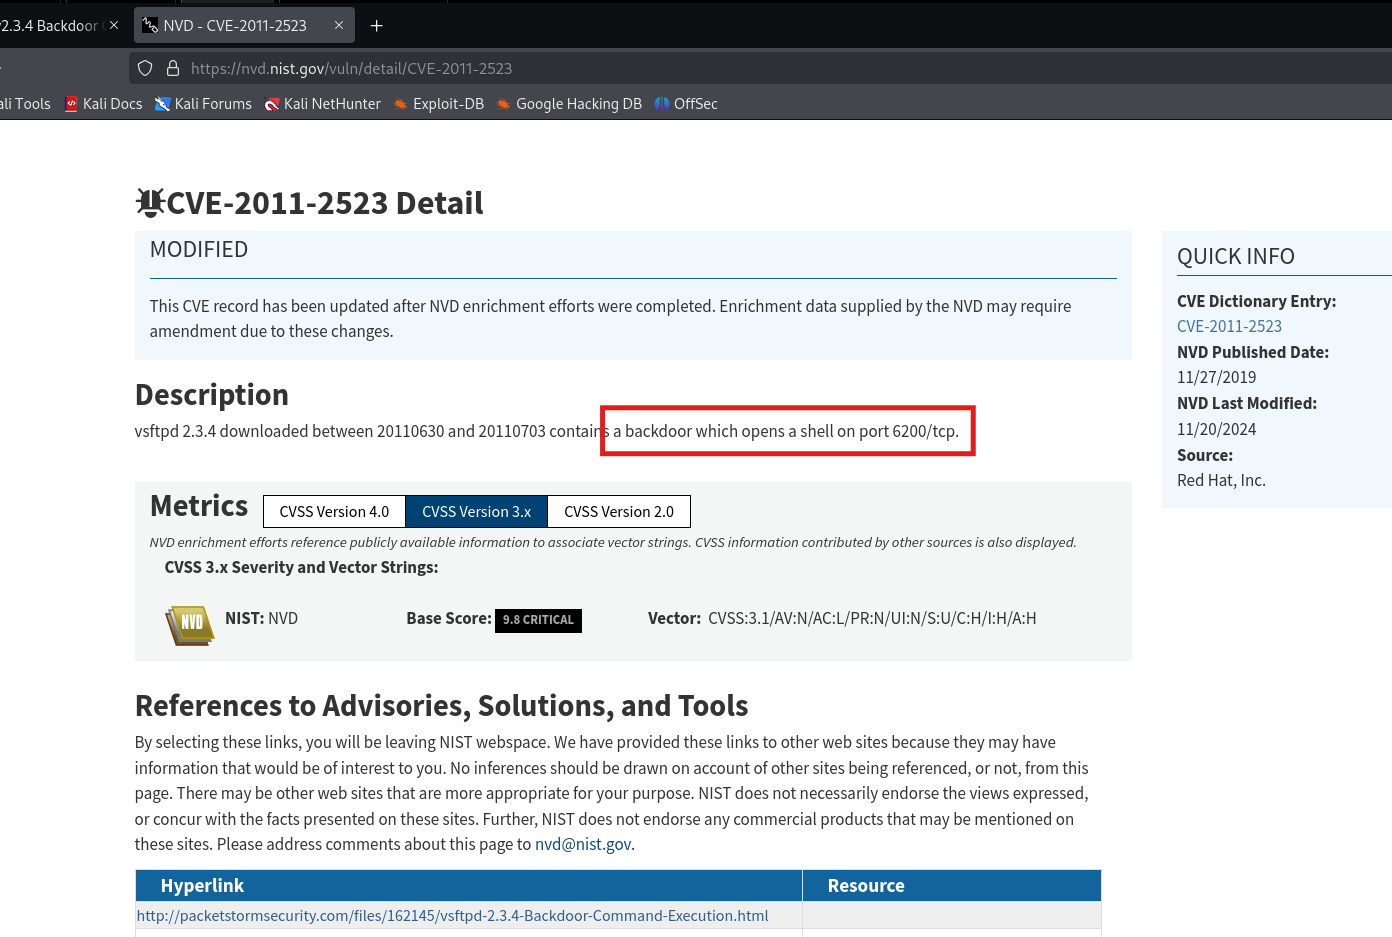 2.3.4 Backdoor
NVD - CVE-2011-2523
https://nvd.nist.gov/vuln/detail/CVE-2011-2523
ali Tools
Kali Docs
Kali Forums
Kali NetHunter
Exploit-DB
Google Hacking DB
OffSec
CVE-2011-2523 Detail
MODIFIED
This CVE record has been updated after NVD enrichment efforts were completed. Enrichment data supplied by the NVD may require
amendment due to these changes.
QUICK INFO
CVE Dictionary Entry:
CVE-2011-2523
NVD Published Date:
11/27/2019
NVD Last Modified:
11/20/2024
Source:
Red Hat, Inc.
Description
vsftpd 2.3.4 downloaded between 20110630 and 20110703 contains a backdoor which opens a shell on port 6200/tcp.
Metrics
CVSS Version 4.0
CVSS Version 3.x
CVSS Version 2.0
NVD enrichment efforts reference publicly available information to associate vector strings. CVSS information contributed by other sources is also displayed.
CVSS 3.x Severity and Vector Strings:
NVD
NIST: NVD
Base Score: 9.8 CRITICAL
Vector: CVSS:3.1/AV:N/AC:L/PR:N/UI:N/S:U/C:H/I:H/A:H
References to Advisories, Solutions, and Tools
By selecting these links, you will be leaving NIST webspace. We have provided these links to other web sites because they may have
information that would be of interest to you. No inferences should be drawn on account of other sites being referenced, or not, from this
page. There may be other web sites that are more appropriate for your purpose. NIST does not necessarily endorse the views expressed,
or concur with the facts presented on these sites. Further, NIST does not endorse any commercial products that may be mentioned on
these sites. Please address comments about this page to nvd@nist.gov.
Hyperlink
Resource
http://packetstormsecurity.com/files/162145/vsftpd-2.3.4-Backdoor-Command-Execution.html